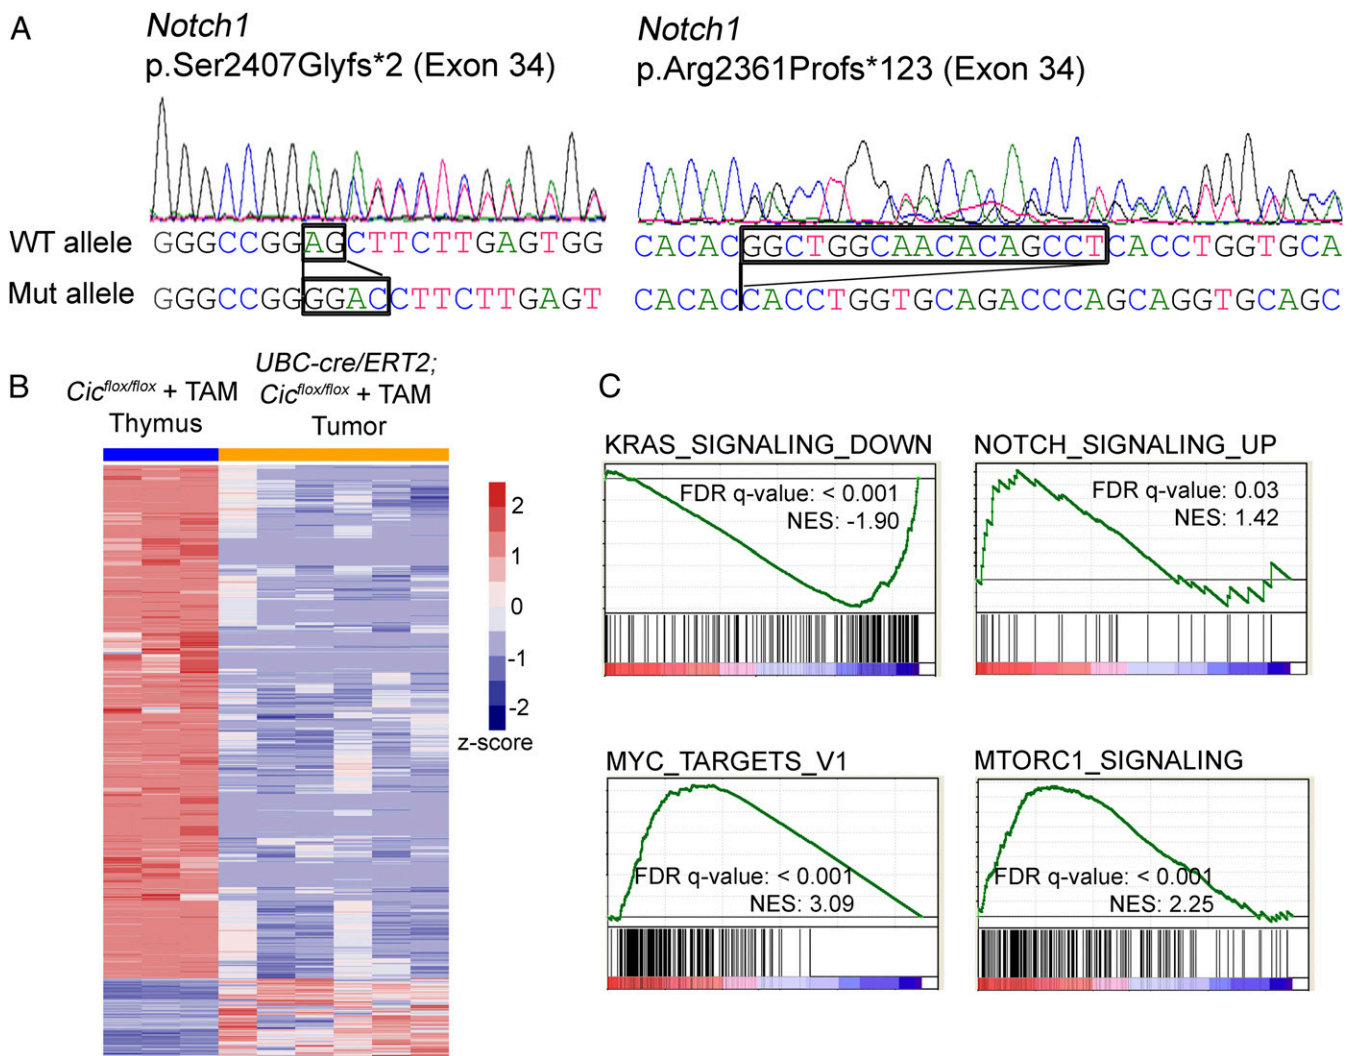 A
Notch1
p.Ser2407Glyfs*2 (Exon 34)
Notch1
p.Arg2361Profs*123 (Exon 34)
WT allele
GGGCCGGAGCTTCTTGAGTGG
CACACGGCTGGCAACACAGCCTCACCTGGTGCA
Mut allele
GGGCCGGGGACCTTCTTGAGT
CACACCACCTGGTGCAGACCCAGCAGGTGCAGC
B
Cicflox/flox + TAM
Thymus
UBC-cre/ERT2;
Cicflox/flox + TAM
Tumor
2
1
0
-1
-2
z-score
C
KRAS_SIGNALING_DOWN
FDR q-value: < 0.001
NES: -1.90
NOTCH_SIGNALING_UP
FDR q-value: 0.03
NES: 1.42
MYC_TARGETS_V1
FDR q-value: < 0.001
NES: 3.09
MTORC1_SIGNALING
FDR q-value: < 0.001
NES: 2.25